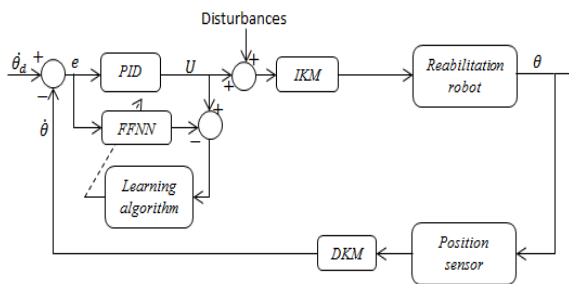 Disturbances
θ̇d
+
e
PID
U
+
+
IKM
Reabilitation
robot
θ
−
θ̇
FFNN
+
−
Learning
algorithm
DKM
Position
sensor